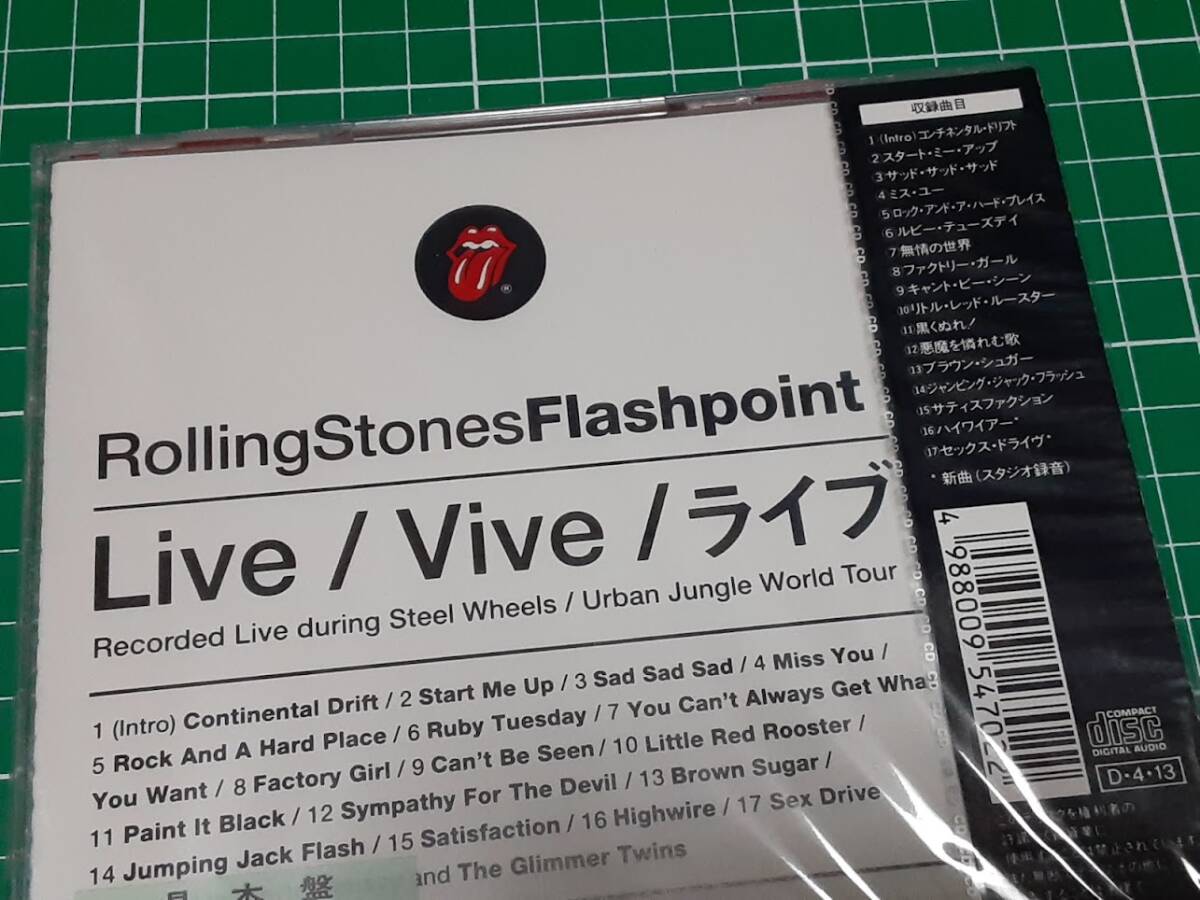 RollingStonesFlashpoint
Live / Vive / ライブ
Recorded Live during Steel Wheels / Urban Jungle World Tour
1 (Intro) Continental Drift / 2 Start Me Up / 3 Sad Sad Sad / 4 Miss You /
5 Rock And A Hard Place / 6 Ruby Tuesday / 7 You Can't Always Get Wha
You Want / 8 Factory Girl / 9 Can't Be Seen / 10 Little Red Rooster /
11 Paint It Black / 12 Sympathy For The Devil / 13 Brown Sugar /
14 Jumping Jack Flash / 15 Satisfaction / 16 Highwire / 17 Sex Drive
and The Glimmer Twins
見本盤
収録曲目
1 (Intro) コンチネンタル・ドリフト
2 スタート・ミー・アップ
3 サッド・サッド・サッド
4 ミス・ユー
5 ロック・アンド・ア・ハード・プレイス
6 ルビー・テューズデイ
7 無情の世界
8 ファクトリー・ガール
9 キャント・ビー・シーン
10 リトル・レッド・ルースター
11 黒くぬれ!
12 悪魔を憐れむ歌
13 ブラウン・シュガー
14 ジャンピング・ジャック・フラッシュ
15 サティスファクション
16 ハイワイアー*
17 セックス・ドライヴ*
* 新曲(スタジオ録音)
4 988009 547022
COMPACT
disc
DIGITAL AUDIO
D・4・13